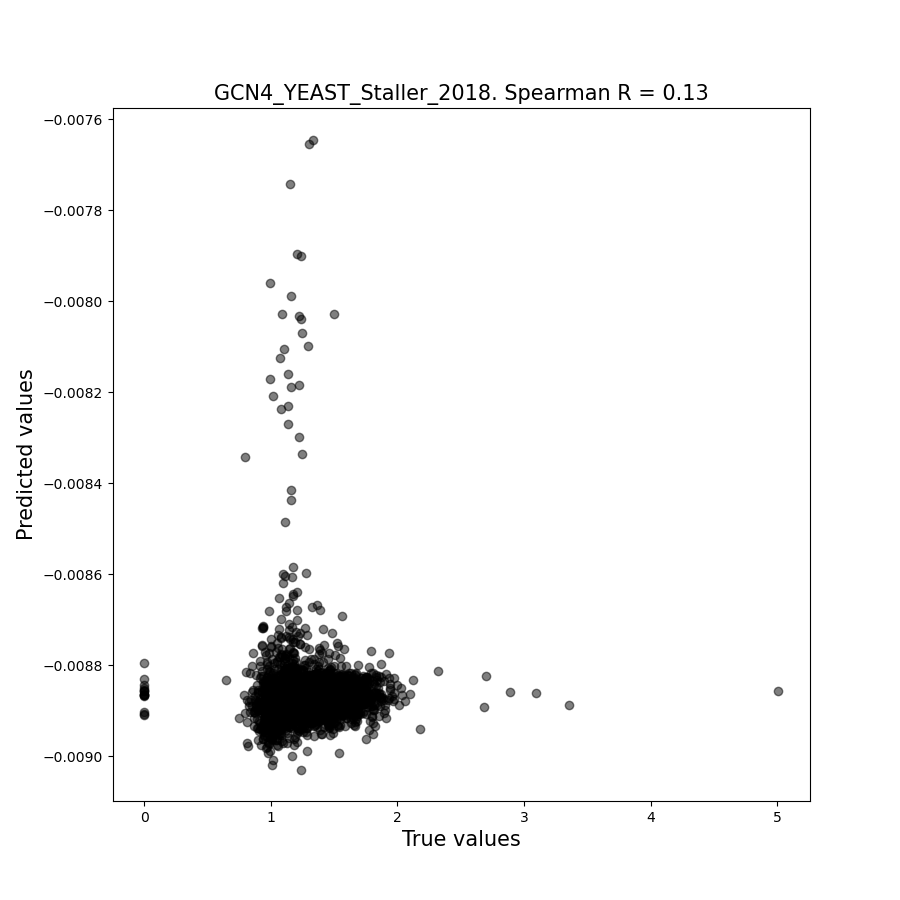 GCN4_YEAST_Staller_2018. Spearman R = 0.13
−0.0076
−0.0078
−0.0080
−0.0082
−0.0084
−0.0086
−0.0088
−0.0090
Predicted values
0 1 2 3 4 5
True values